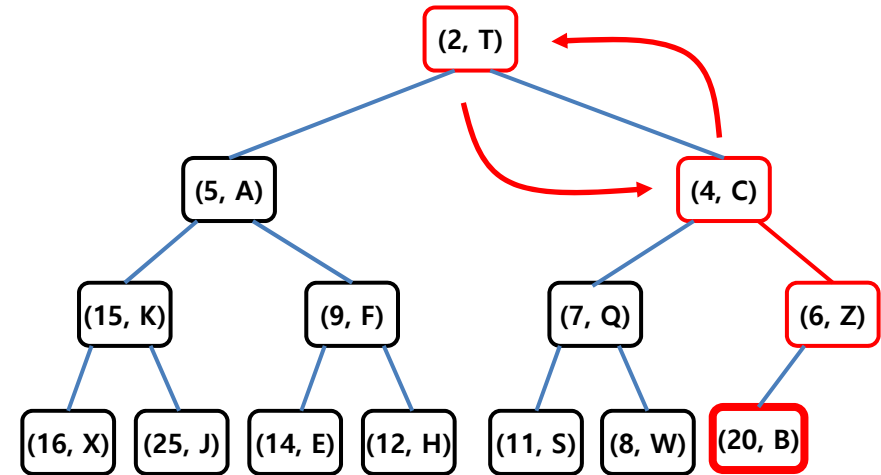 (2, T)
(5, A)
(4, C)
(15, K)
(9, F)
(7, Q)
(6, Z)
(16, X)
(25, J)
(14, E)
(12, H)
(11, S)
(8, W)
(20, B)